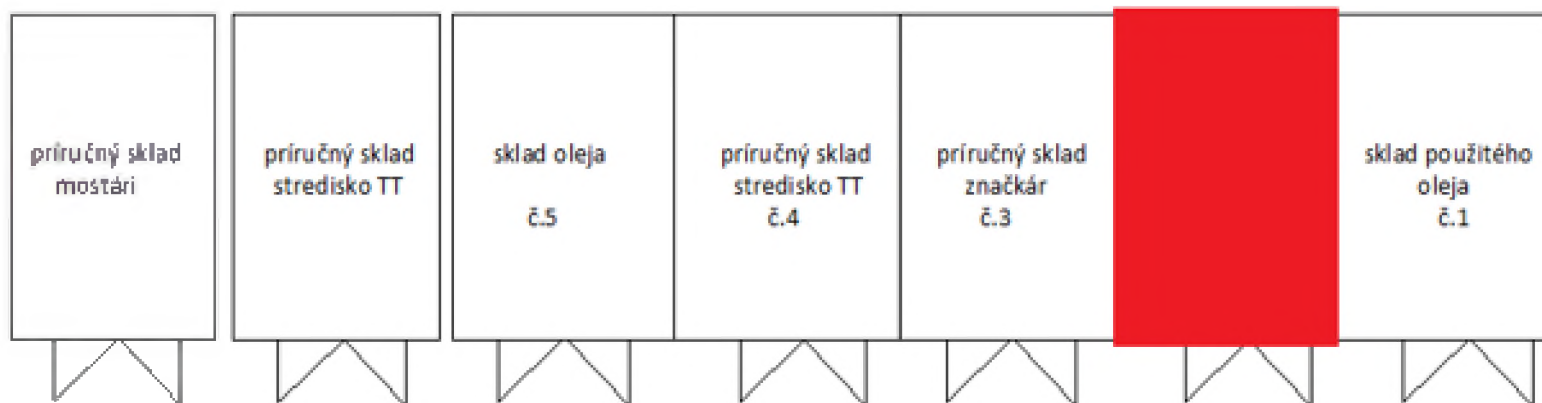 príručný sklad
mostári
príručný sklad
stredisko TT
sklad oleja
č.5
príručný sklad
stredisko TT
č.4
príručný sklad
značkár
č.3
sklad použitého
oleja
č.1